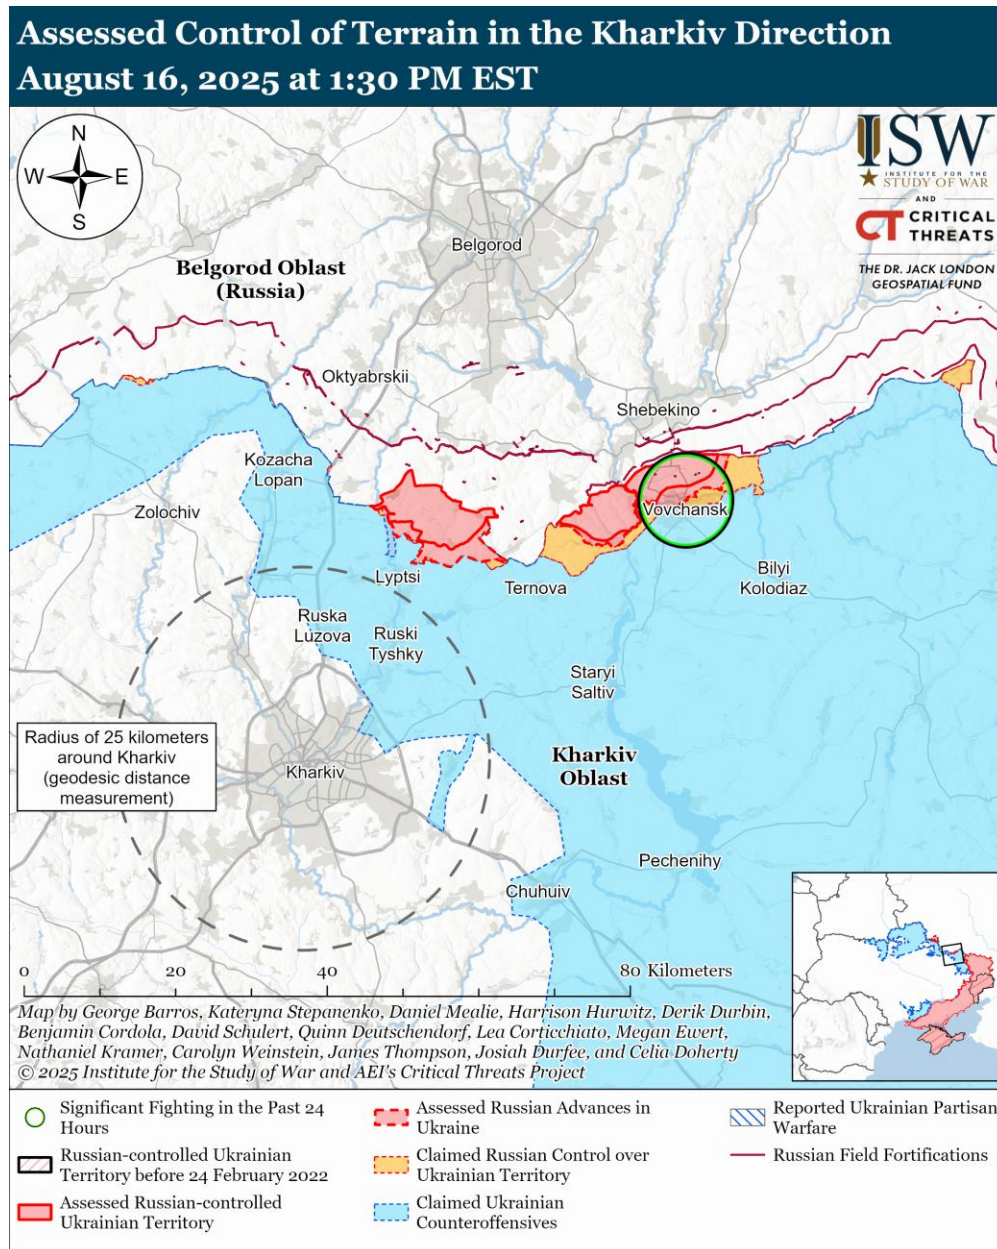 Assessed Control of Terrain in the Kharkiv Direction
August 16, 2025 at 1:30 PM EST
N
W
E
S
ISW
INSTITUTE FOR THE
STUDY OF WAR
AND
CT CRITICAL
THREATS
THE DR. JACK LONDON
GEOSPATIAL FUND
Belgorod
Belgorod Oblast
(Russia)
Oktyabrskii
Shebekino
Kozacha
Lopan
Zolochiv
Vovchansk
Lyptsi
Ternova
Bilyi
Kolodiaz
Ruska
Luzova
Ruski
Tyshky
Staryi
Saltiv
Radius of 25 kilometers
around Kharkiv
(geodesic distance
measurement)
Kharkiv
Kharkiv
Oblast
Pechenihy
Chuhuiv
0
20
40
80 Kilometers
Map by George Barros, Kateryna Stepanenko, Daniel Mealie, Harrison Hurwitz, Derik Durbin,
Benjamin Cordola, David Schulert, Quinn Deutschendorf, Lea Corticchiato, Megan Ewert,
Nathaniel Kramer, Carolyn Weinstein, James Thompson, Josiah Durfee, and Celia Doherty
© 2025 Institute for the Study of War and AEI's Critical Threats Project
Significant Fighting in the Past 24
Hours
Russian-controlled Ukrainian
Territory before 24 February 2022
Assessed Russian-controlled
Ukrainian Territory
Assessed Russian Advances in
Ukraine
Claimed Russian Control over
Ukrainian Territory
Claimed Ukrainian
Counteroffensives
Reported Ukrainian Partisan
Warfare
Russian Field Fortifications